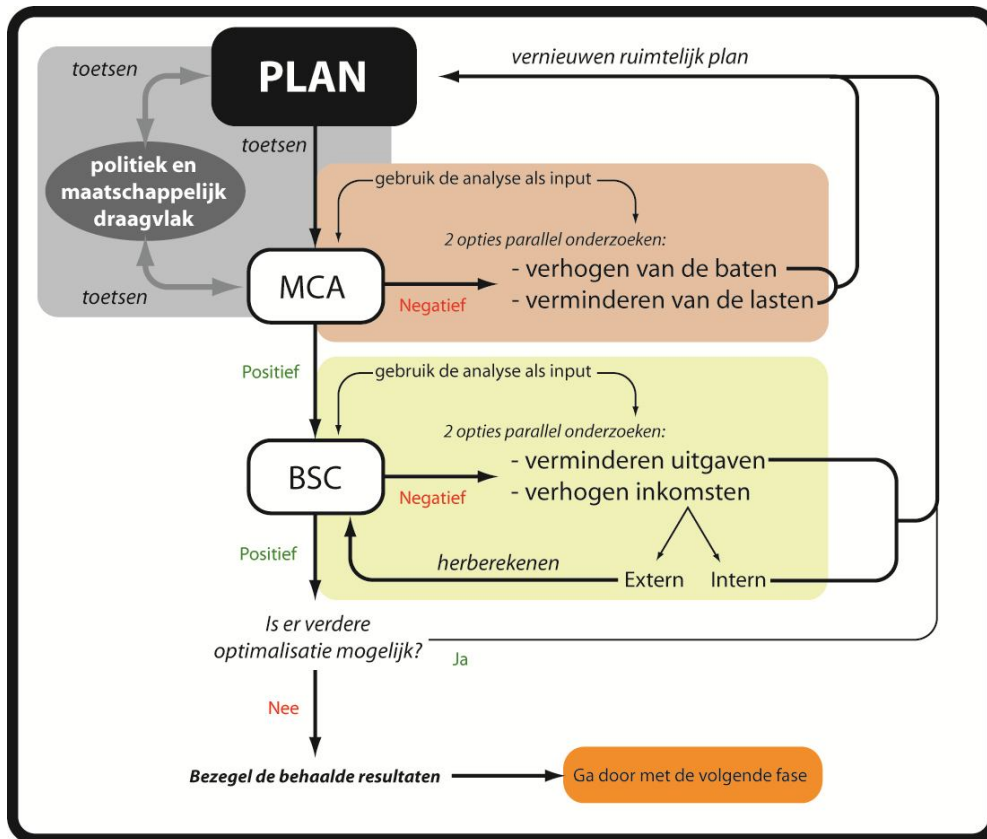 toetsen
PLAN
vernieuwen ruimtelijk plan
toetsen
politiek en
maatschappelijk
draagvlak
gebruik de analyse als input
2 opties parallel onderzoeken:
- verhogen van de baten
MCA
Negatief
- verminderen van de lasten
toetsen
Positief
gebruik de analyse als input
2 opties parallel onderzoeken:
- verminderen uitgaven
BSC
Negatief
- verhogen inkomsten
Positief
herberekenen
Extern
Intern
Is er verdere
optimalisatie mogelijk?
Ja
Nee
Bezegel de behaalde resultaten
Ga door met de volgende fase